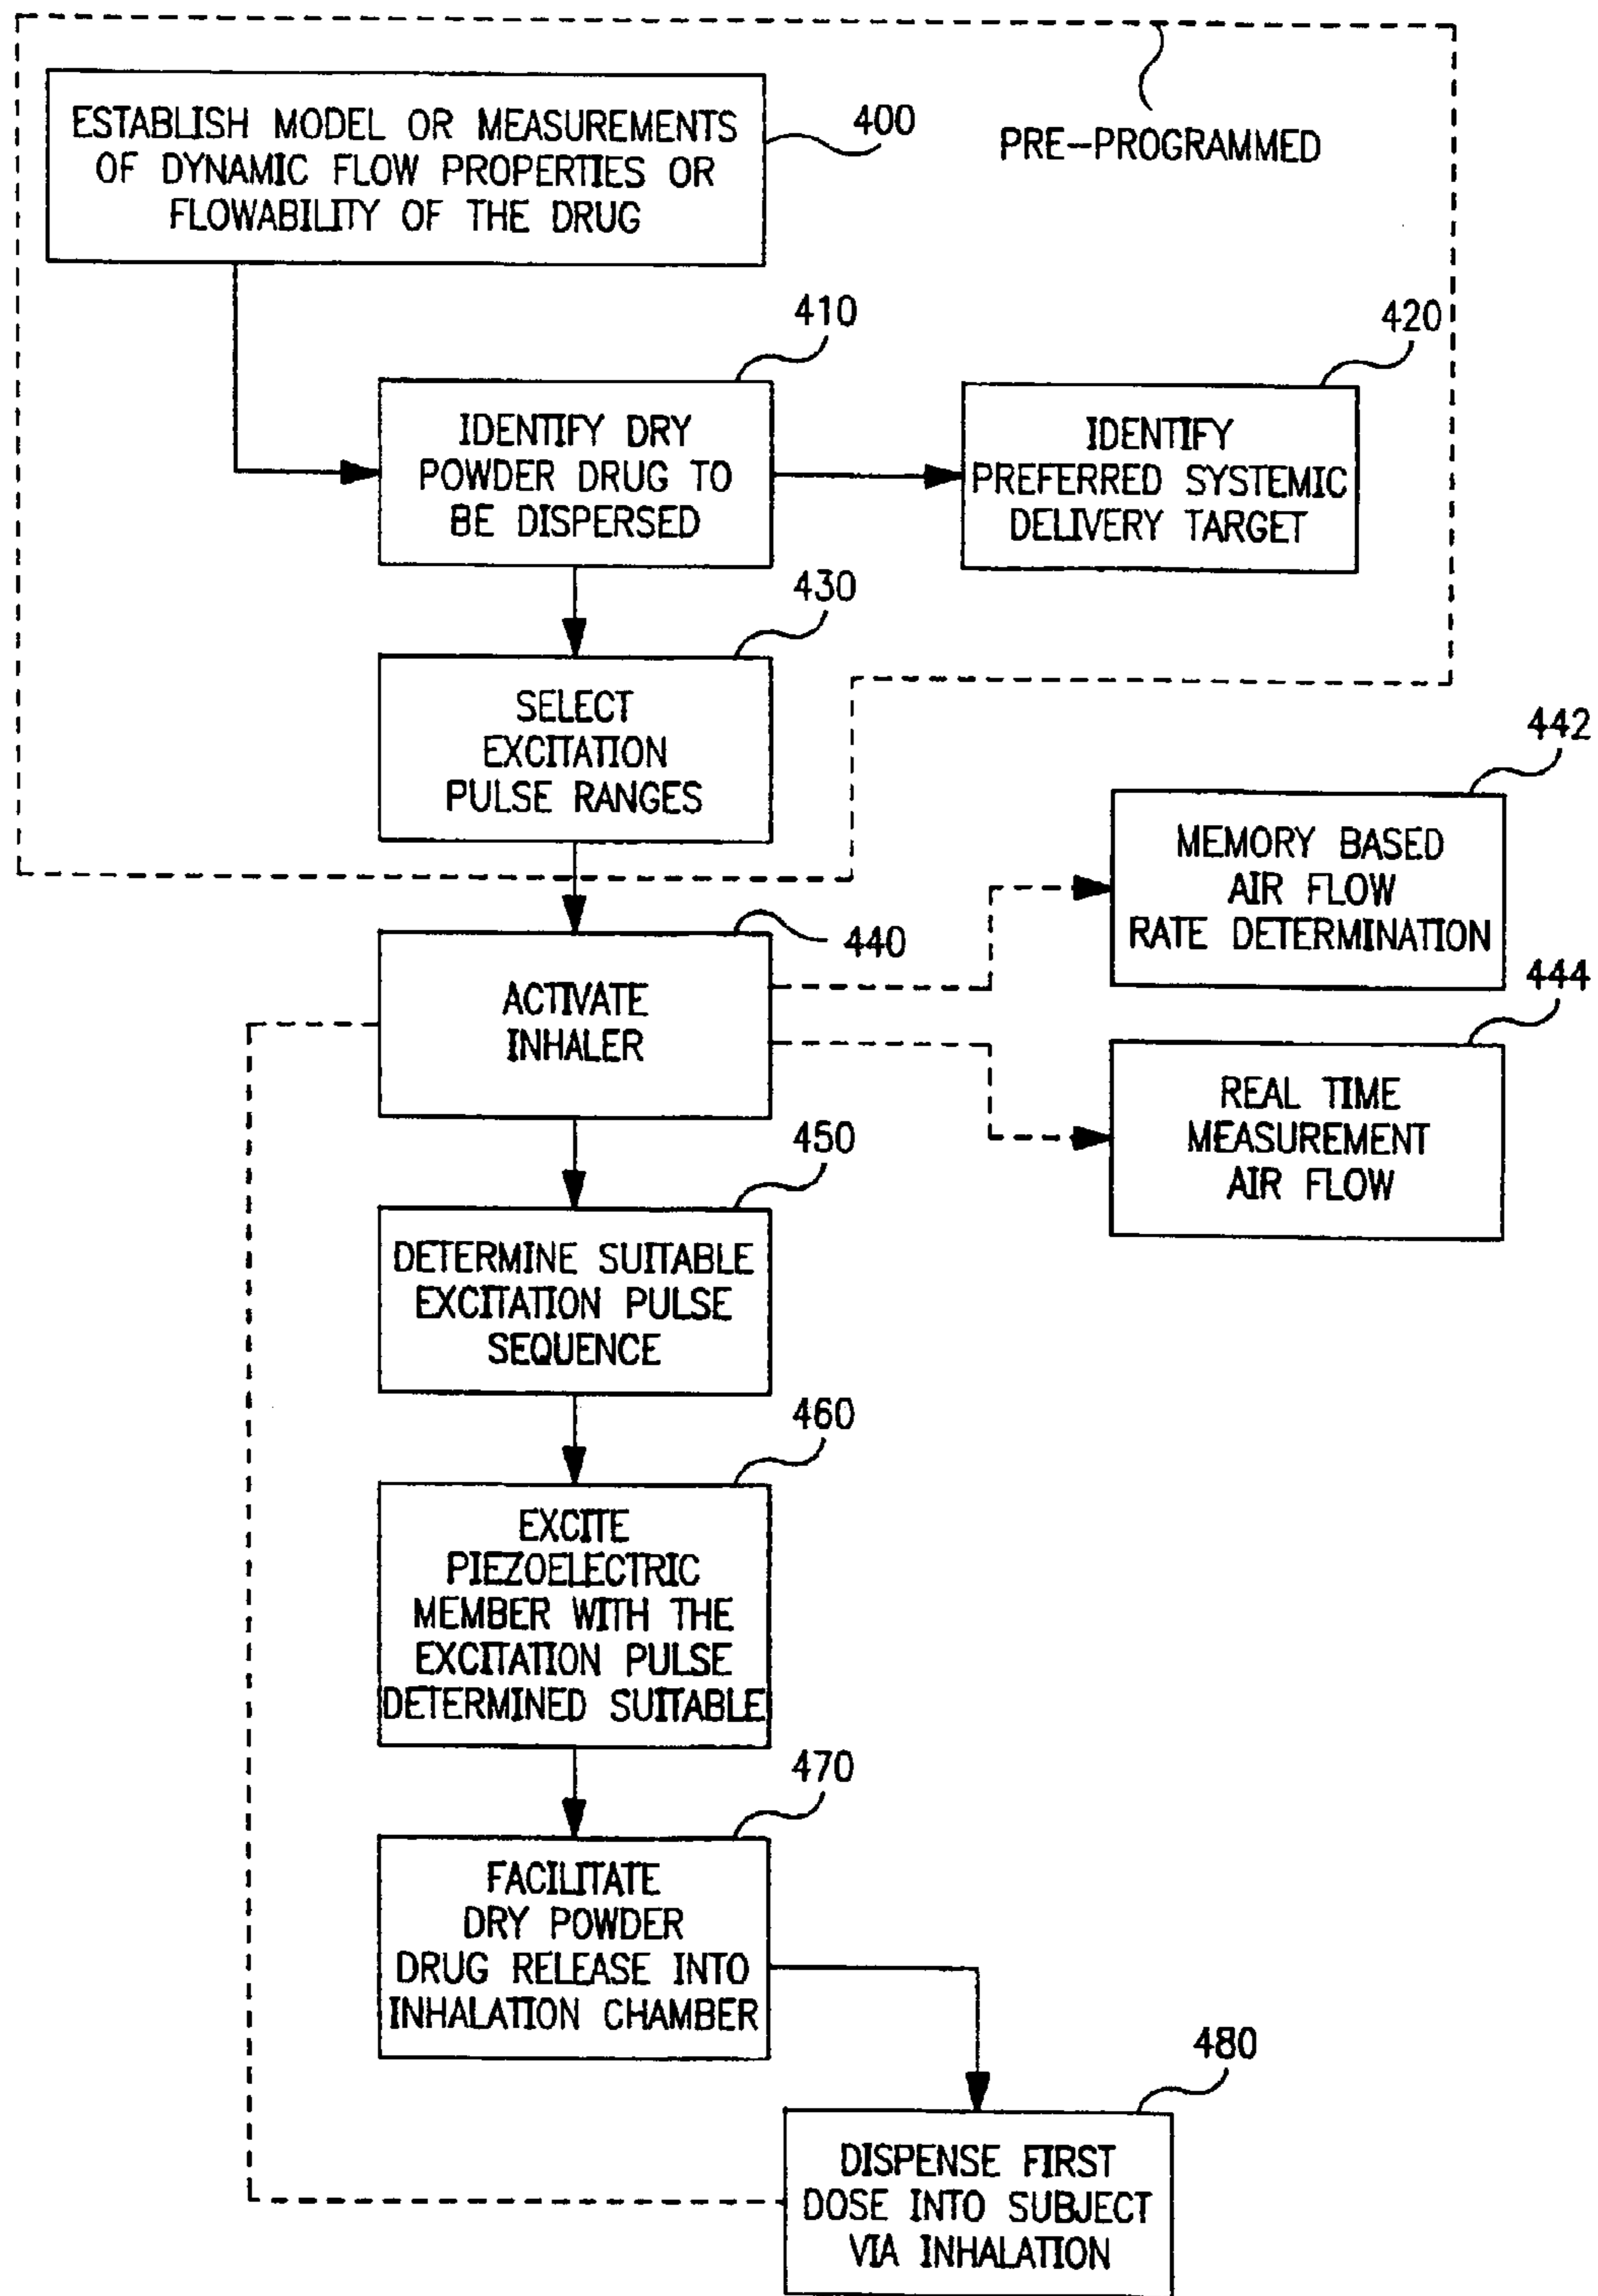 ESTABLISH MODEL OR MEASUREMENTS
OF DYNAMIC FLOW PROPERTIES OR
FLOWABILITY OF THE DRUG
400
PRE-PROGRAMMED
410
IDENTIFY DRY
POWDER DRUG TO
BE DISPERSED
420
IDENTIFY
PREFERRED SYSTEMIC
DELIVERY TARGET
430
SELECT
EXCITATION
PULSE RANGES
442
MEMORY BASED
AIR FLOW
RATE DETERMINATION
440
ACTIVATE
INHALER
444
REAL TIME
MEASUREMENT
AIR FLOW
450
DETERMINE SUITABLE
EXCITATION PULSE
SEQUENCE
460
EXCITE
PIEZOELECTRIC
MEMBER WITH THE
EXCITATION PULSE
DETERMINED SUITABLE
470
FACILITATE
DRY POWDER
DRUG RELEASE INTO
INHALATION CHAMBER
480
DISPENSE FIRST
DOSE INTO SUBJECT
VIA INHALATION